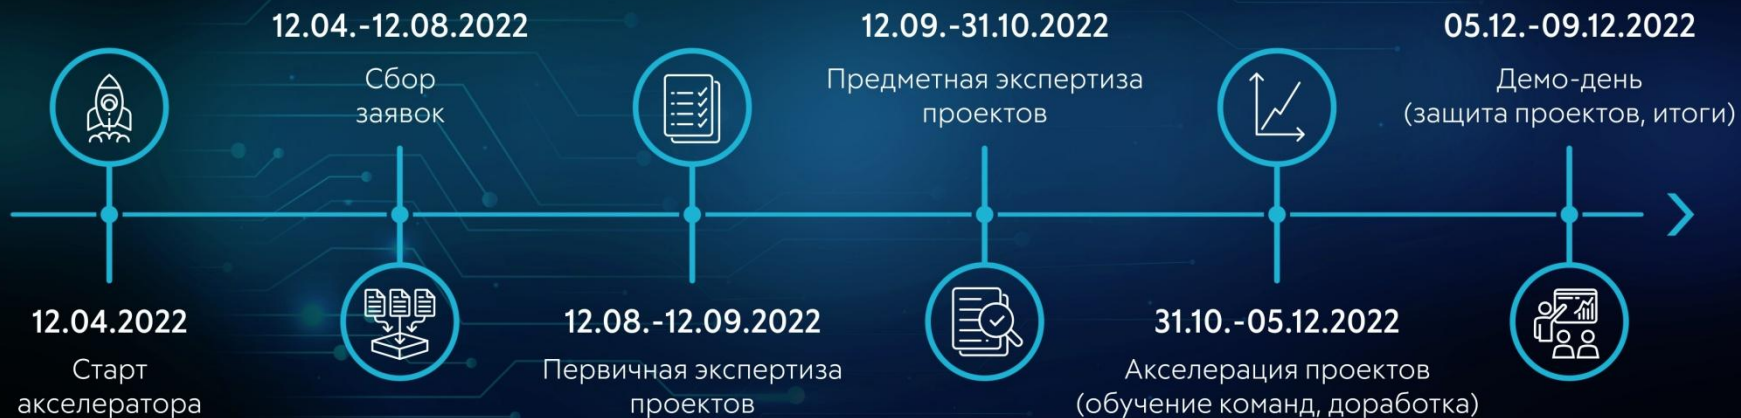 12.04.2022
Старт
акселератора
12.04.-12.08.2022
Сбор
заявок
12.08.-12.09.2022
Первичная экспертиза
проектов
12.09.-31.10.2022
Предметная экспертиза
проектов
31.10.-05.12.2022
Акселерация проектов
(обучение команд, доработка)
05.12.-09.12.2022
Демо-день
(защита проектов, итоги)